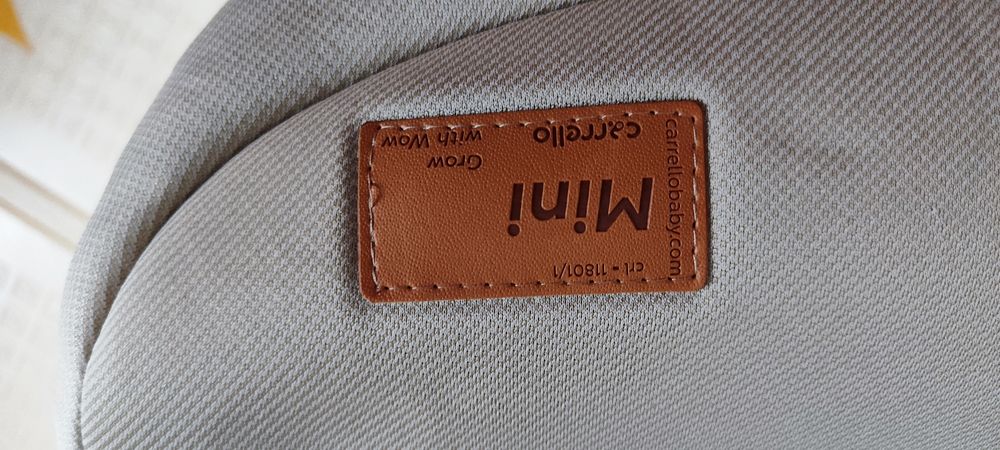 crl - 11801/1
Mini
Grow
with Wow
carrello
carrellobaby.com